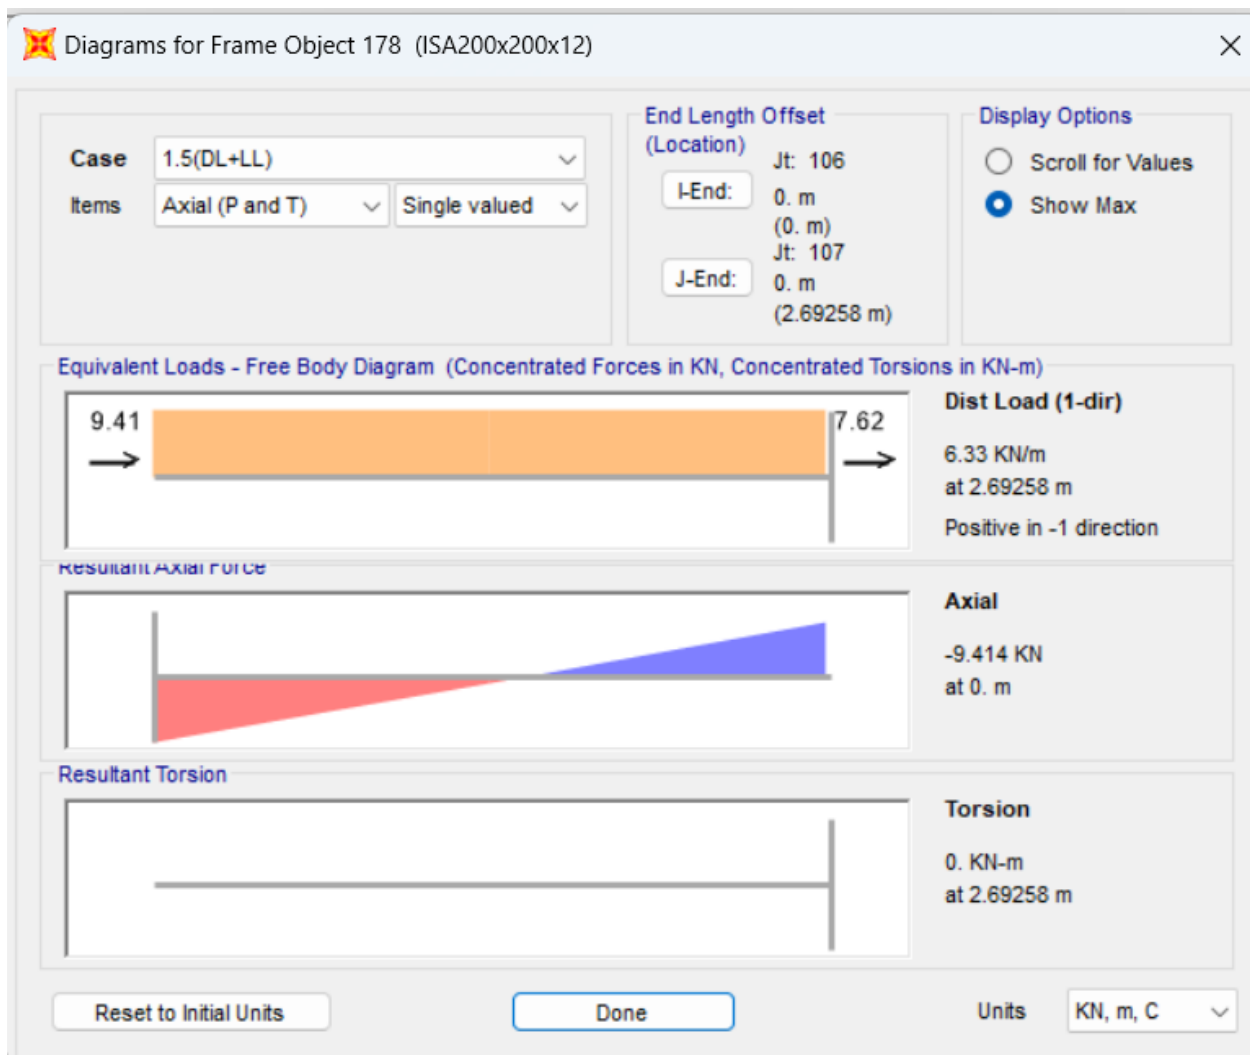 Diagrams for Frame Object 178 (ISA200x200x12)
Case 1.5(DL+LL)
Items Axial (P and T) Single valued
End Length Offset
(Location)
Jt: 106
I-End: 0. m
(0. m)
Jt: 107
J-End: 0. m
(2.69258 m)
Display Options
Scroll for Values
Show Max
Equivalent Loads - Free Body Diagram (Concentrated Forces in KN, Concentrated Torsions in KN-m)
9.41
7.62
Dist Load (1-dir)
6.33 KN/m
at 2.69258 m
Positive in -1 direction
Resultant Axial Force
Axial
-9.414 KN
at 0. m
Resultant Torsion
Torsion
0. KN-m
at 2.69258 m
Reset to Initial Units
Done
Units KN, m, C